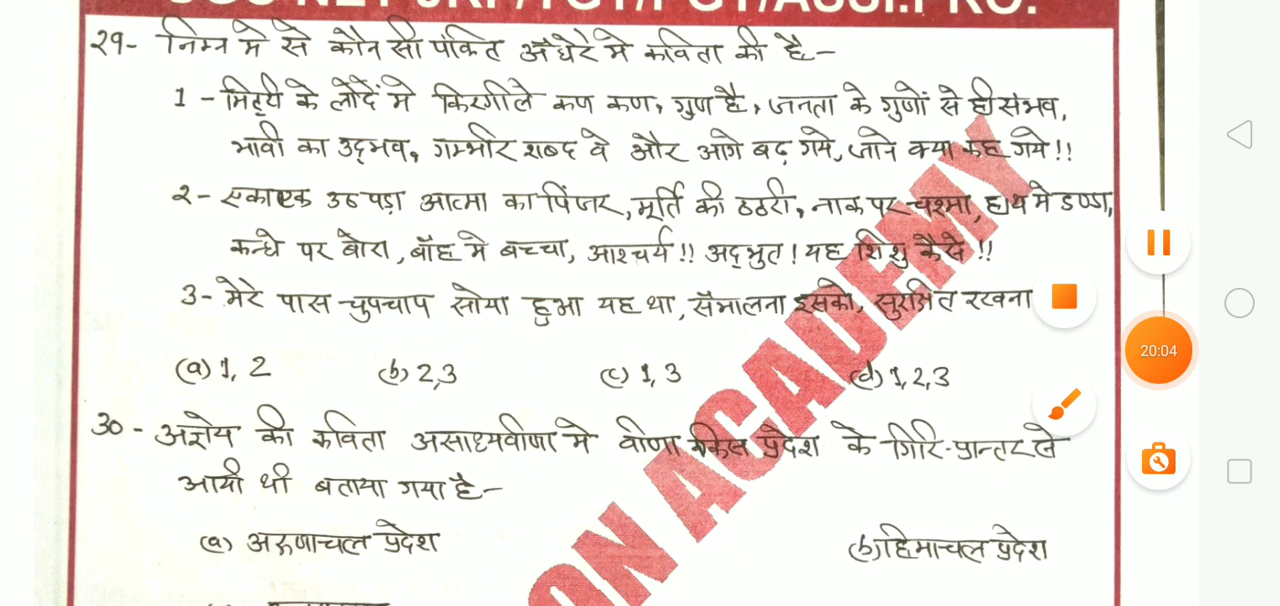 29- निम्न मे से कौन सी पंक्ति अँधेरे मे कविता की है-
1 - मिट्टी के लोंदें मे किरगीले कण कण, गुण है, जनता के गुणों से ही संभव,
भावी का उद्भव, गम्भीर शब्द वे और आगे बढ़ गये, जाने क्या कह गये!!
2 - एकाएक उठ पड़ा आत्मा का पिंजर, मूर्ति की ठठरी, नाक पर चश्मा, हाथ मे डण्डा,
कन्धे पर बोरा, बाँह मे बच्चा, आश्चर्य!! अद्भुत! यह शिशु कैसे!!
3- मेरे पास चुपचाप सोया हुआ यह था, सँभालना इसको, सुरक्षित रखना
(a) 1, 2 (b) 2,3 (c) 1, 3 (d) 1, 2, 3
20:04
30 - अज्ञेय की कविता असाध्यवीणा मे वीणा किस प्रदेश के गिरि-प्रान्तर से
आयी थी बताया गया है-
(a) अरुणाचल प्रदेश (b) हिमाचल प्रदेश
ON ACADEMY